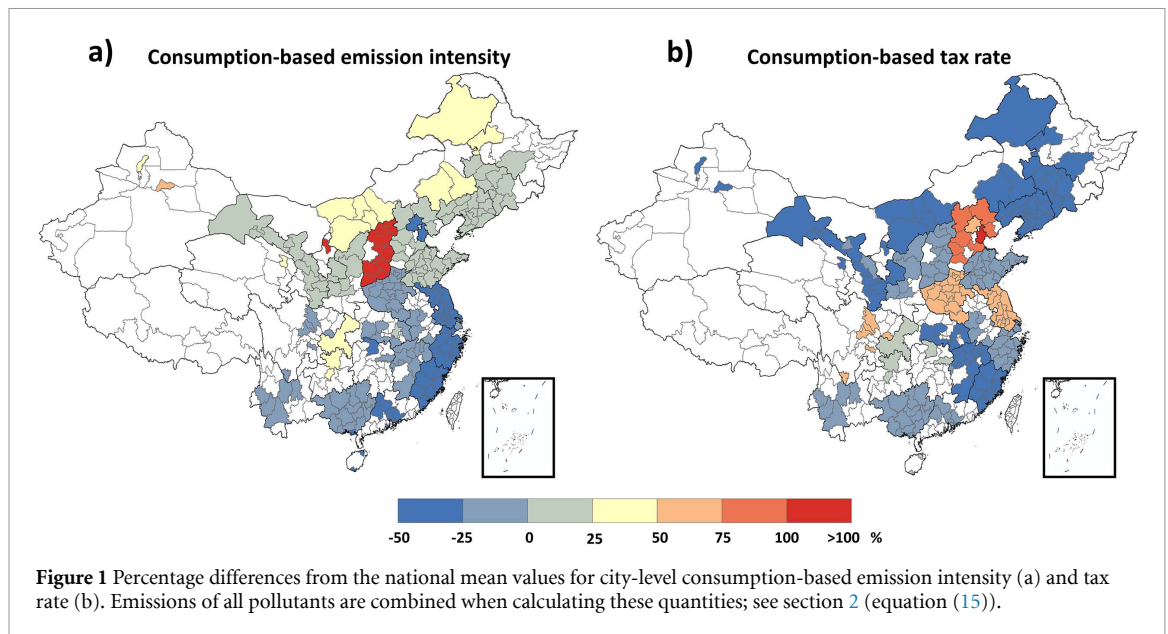 a) Consumption-based emission intensity
b) Consumption-based tax rate
-50 -25 0 25 50 75 100 >100 %
Figure 1 Percentage differences from the national mean values for city-level consumption-based emission intensity (a) and tax
rate (b). Emissions of all pollutants are combined when calculating these quantities; see section 2 (equation (15)).